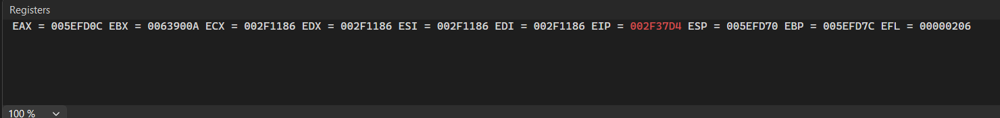 Registers
EAX = 005EFD0C EBX = 0063900A ECX = 002F1186 EDX = 002F1186 ESI = 002F1186 EDI = 002F1186 EIP = 002F37D4 ESP = 005EFD70 EBP = 005EFD7C EFL = 00000206
100 %